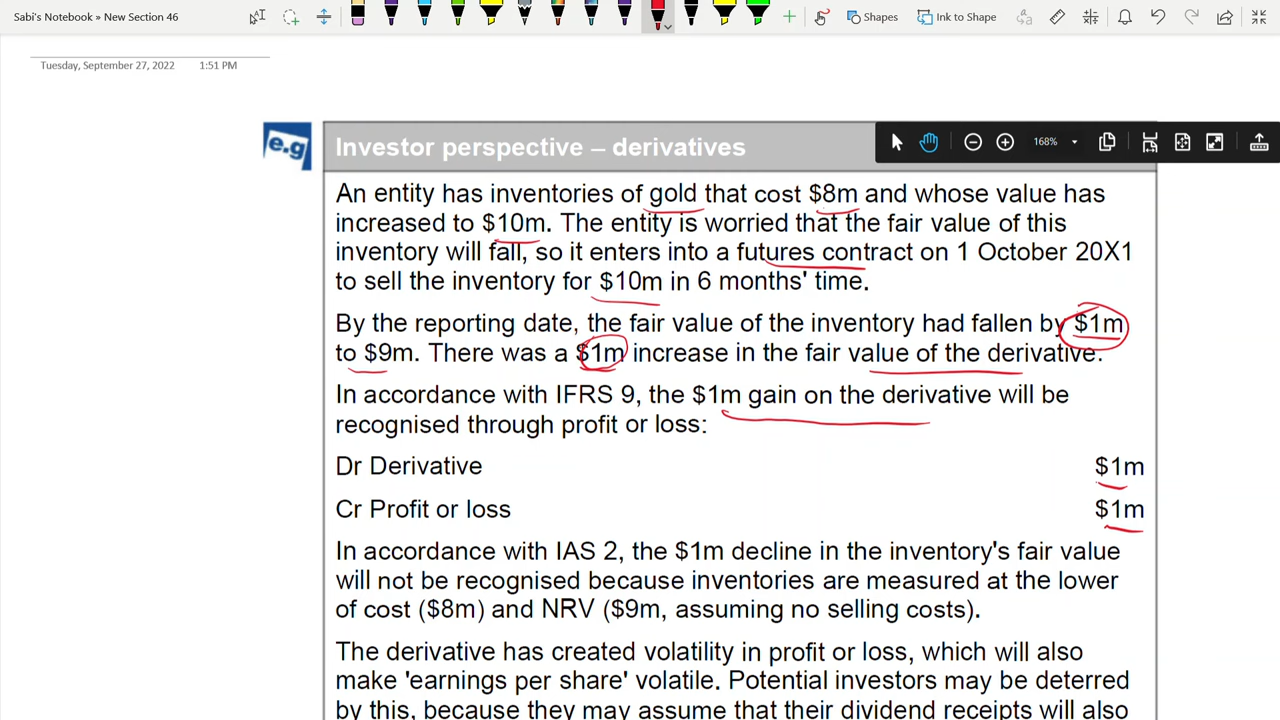 Sabi's Notebook » New Section 46
Shapes
Ink to Shape
Tuesday, September 27, 2022 1:51 PM
e.g
Investor perspective – derivatives
168%
An entity has inventories of gold that cost $8m and whose value has
increased to $10m. The entity is worried that the fair value of this
inventory will fall, so it enters into a futures contract on 1 October 20X1
to sell the inventory for $10m in 6 months' time.
By the reporting date, the fair value of the inventory had fallen by $1m
to $9m. There was a $1m increase in the fair value of the derivative.
In accordance with IFRS 9, the $1m gain on the derivative will be
recognised through profit or loss:
Dr Derivative $1m
Cr Profit or loss $1m
In accordance with IAS 2, the $1m decline in the inventory's fair value
will not be recognised because inventories are measured at the lower
of cost ($8m) and NRV ($9m, assuming no selling costs).
The derivative has created volatility in profit or loss, which will also
make 'earnings per share' volatile. Potential investors may be deterred
by this, because they may assume that their dividend receipts will also